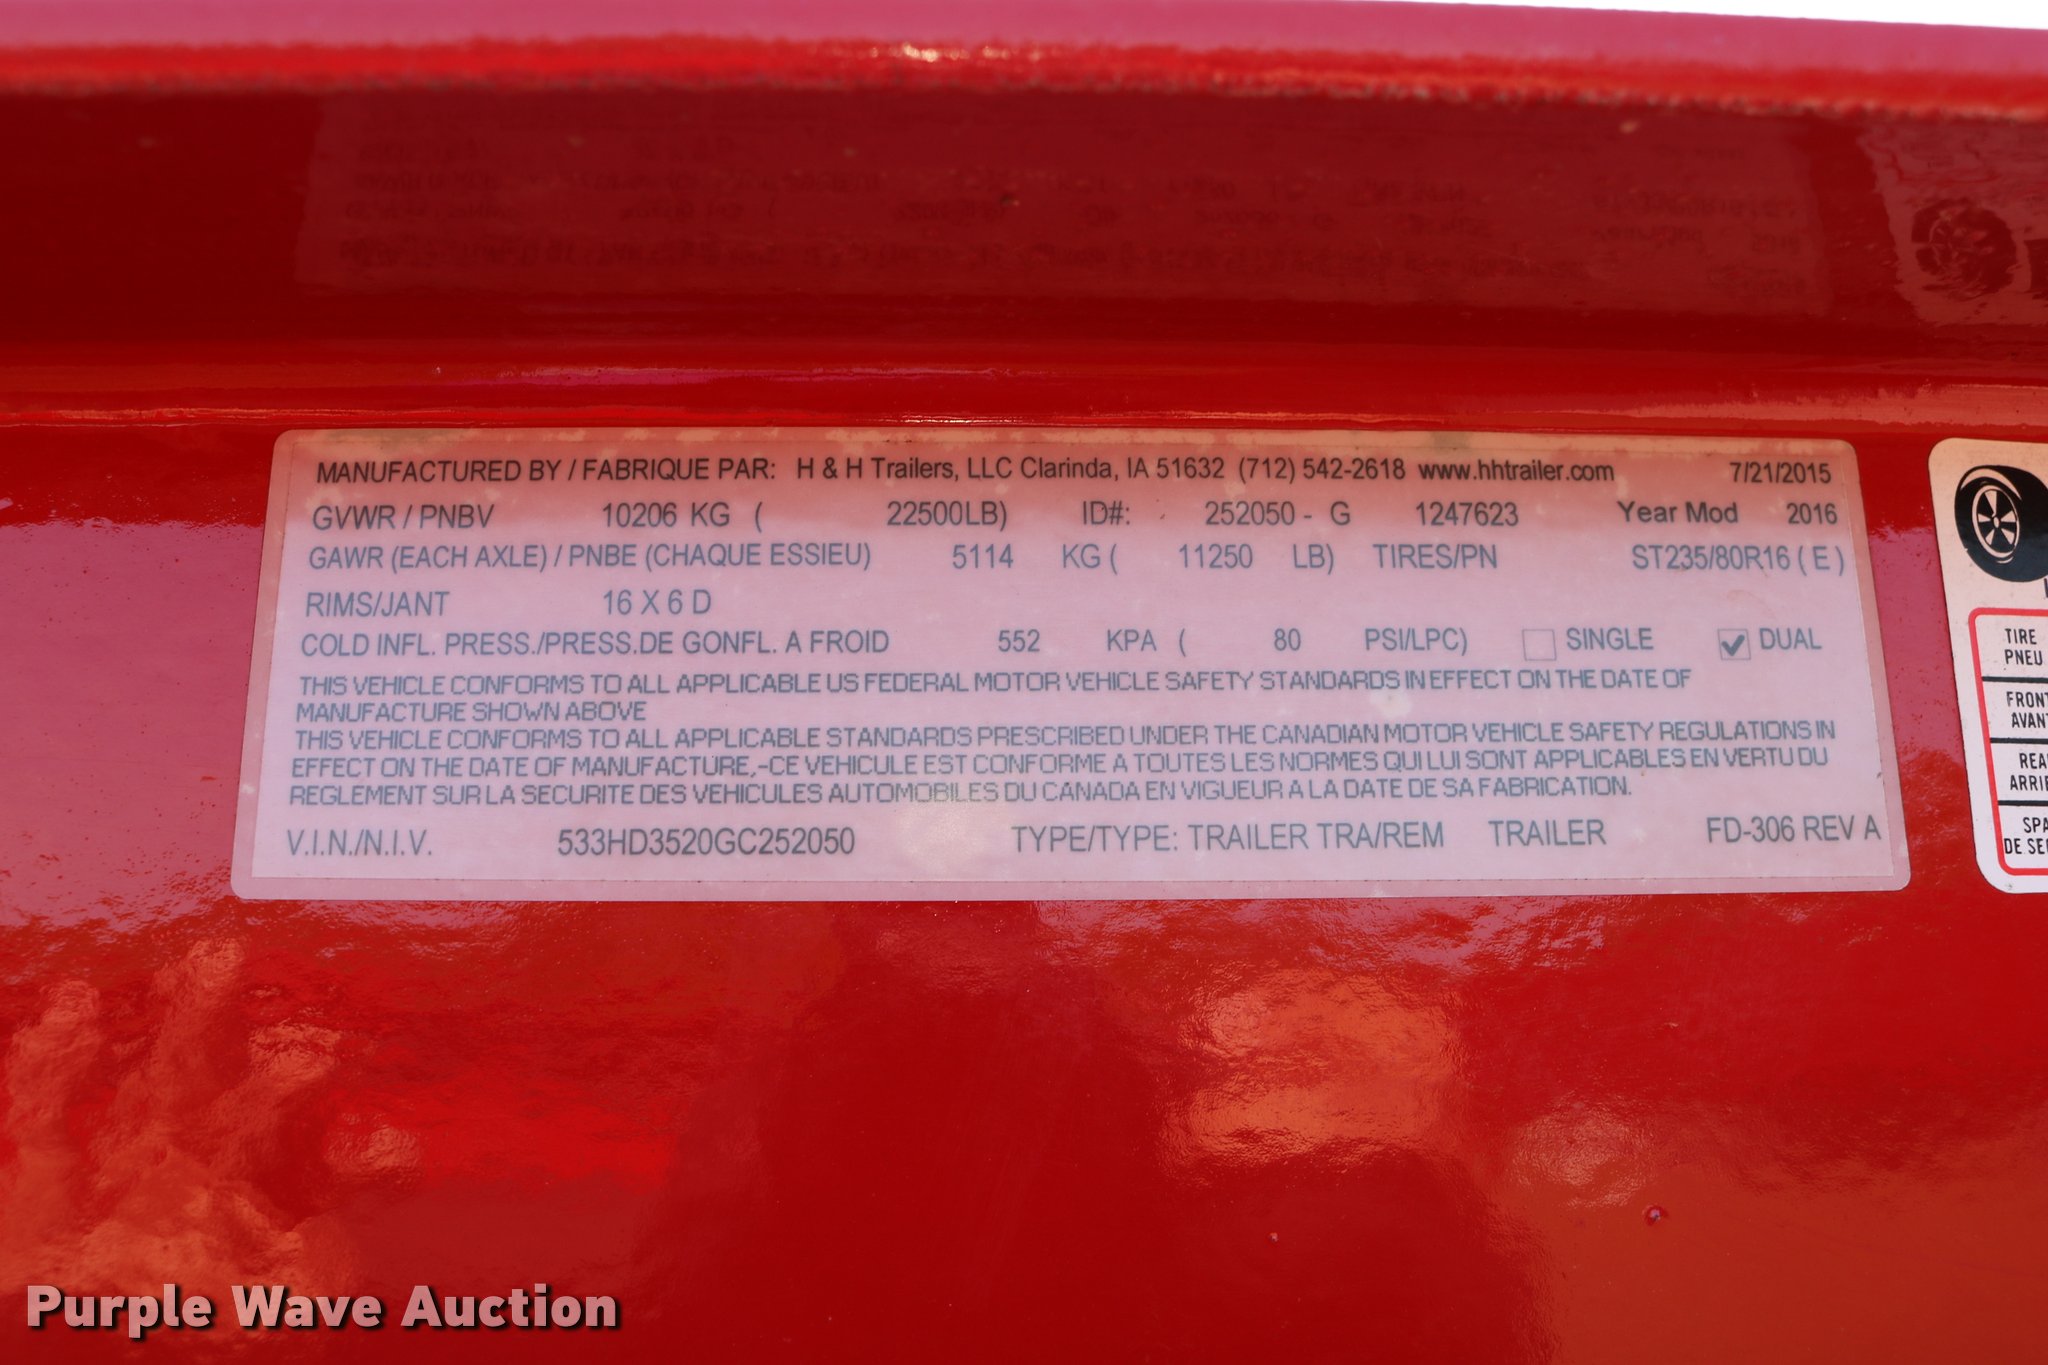 MANUFACTURED BY / FABRIQUE PAR: H & H Trailers, LLC Clarinda, IA 51632 (712) 542-2618 www.hhtrailer.com 7/21/2015
GVWR / PNBV 10206 KG ( 22500LB) ID#: 252050 - G 1247623 Year Mod 2016
GAWR (EACH AXLE) / PNBE (CHAQUE ESSIEU) 5114 KG ( 11250 LB) TIRES/PN ST235/80R16 ( E )
RIMS/JANT 16 X 6 D
COLD INFL. PRESS./PRESS.DE GONFL. A FROID 552 KPA ( 80 PSI/LPC) SINGLE DUAL
THIS VEHICLE CONFORMS TO ALL APPLICABLE US FEDERAL MOTOR VEHICLE SAFETY STANDARDS IN EFFECT ON THE DATE OF
MANUFACTURE SHOWN ABOVE
THIS VEHICLE CONFORMS TO ALL APPLICABLE STANDARDS PRESCRIBED UNDER THE CANADIAN MOTOR VEHICLE SAFETY REGULATIONS IN
EFFECT ON THE DATE OF MANUFACTURE,-CE VEHICULE EST CONFORME A TOUTES LES NORMES QUI LUI SONT APPLICABLES EN VERTU DU
REGLEMENT SUR LA SECURITE DES VEHICULES AUTOMOBILES DU CANADA EN VIGUEUR A LA DATE DE SA FABRICATION.
V.I.N./N.I.V. 533HD3520GC252050 TYPE/TYPE: TRAILER TRA/REM TRAILER FD-306 REV A
TIRE
PNEU
FRONT
AVANT
REA
ARRIE
SPA
DE SE
Purple Wave Auction